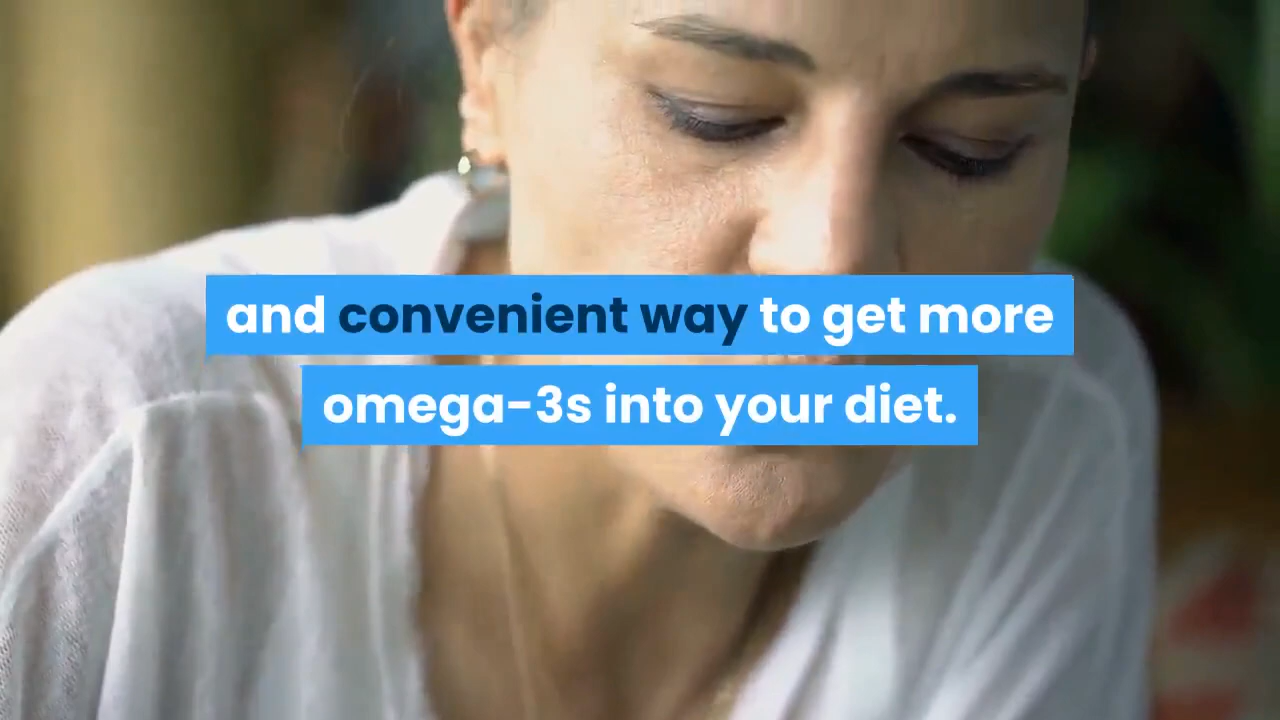 and convenient way to get more
omega-3s into your diet.